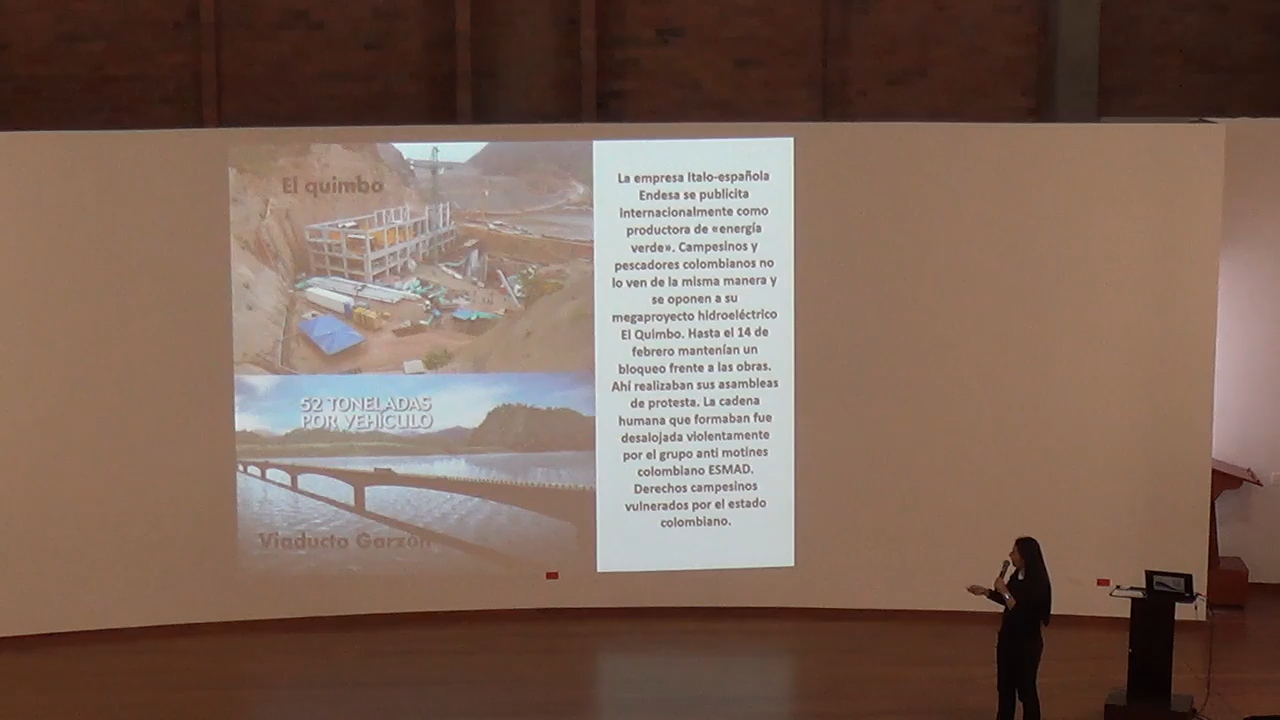 El quimbo
52 TONELADAS
POR VEHÍCULO
Viaducto Garzón
La empresa Italo-española
Endesa se publicita
internacionalmente como
productora de «energía
verde». Campesinos y
pescadores colombianos no
lo ven de la misma manera y
se oponen a su
megaproyecto hidroeléctrico
El Quimbo. Hasta el 14 de
febrero mantenían un
bloqueo frente a las obras.
Ahí realizaban sus asambleas
de protesta. La cadena
humana que formaban fue
desalojada violentamente
por el grupo anti motines
colombiano ESMAD.
Derechos campesinos
vulnerados por el estado
colombiano.